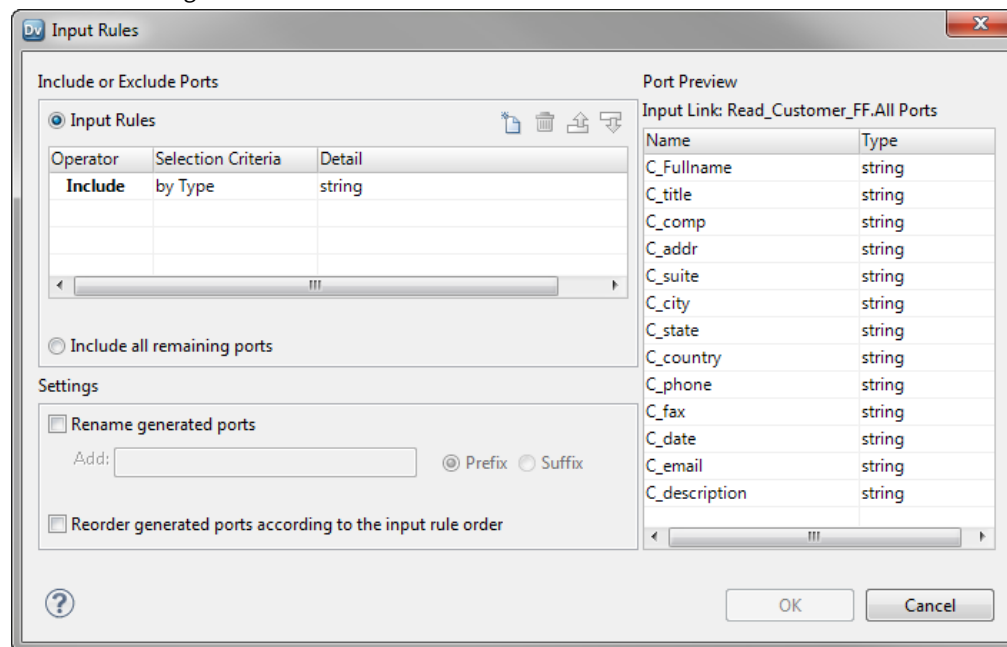 Dv Input Rules
Include or Exclude Ports
Input Rules
Operator Selection Criteria Detail
Include by Type string
Include all remaining ports
Settings
Rename generated ports
Add: Prefix Suffix
Reorder generated ports according to the input rule order
Port Preview
Input Link: Read_Customer_FF.All Ports
Name Type
C_Fullname string
C_title string
C_comp string
C_addr string
C_suite string
C_city string
C_state string
C_country string
C_phone string
C_fax string
C_date string
C_email string
C_description string
? OK Cancel